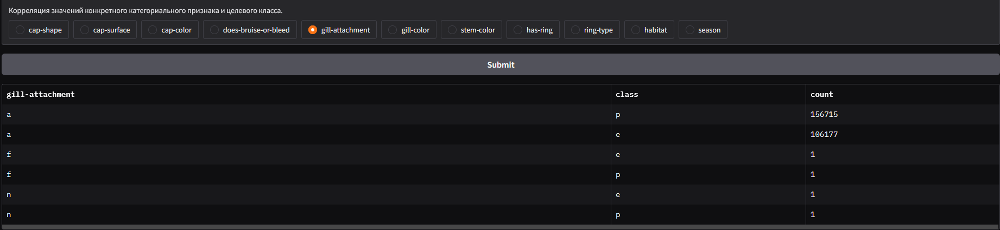 Корреляция значений конкретного категориального признака и целевого класса.
cap-shape cap-surface cap-color does-bruise-or-bleed gill-attachment gill-color stem-color has-ring ring-type habitat season
Submit
gill-attachment class count
a p 156715
a e 106177
f e 1
f p 1
n e 1
n p 1